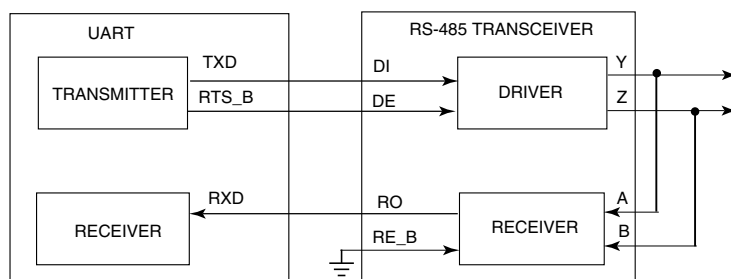 UART
RS-485 TRANSCEIVER
TXD
DI
Y
TRANSMITTER
DRIVER
RTS_B
DE
Z
RXD
RO
A
RECEIVER
RECEIVER
RE_B
B